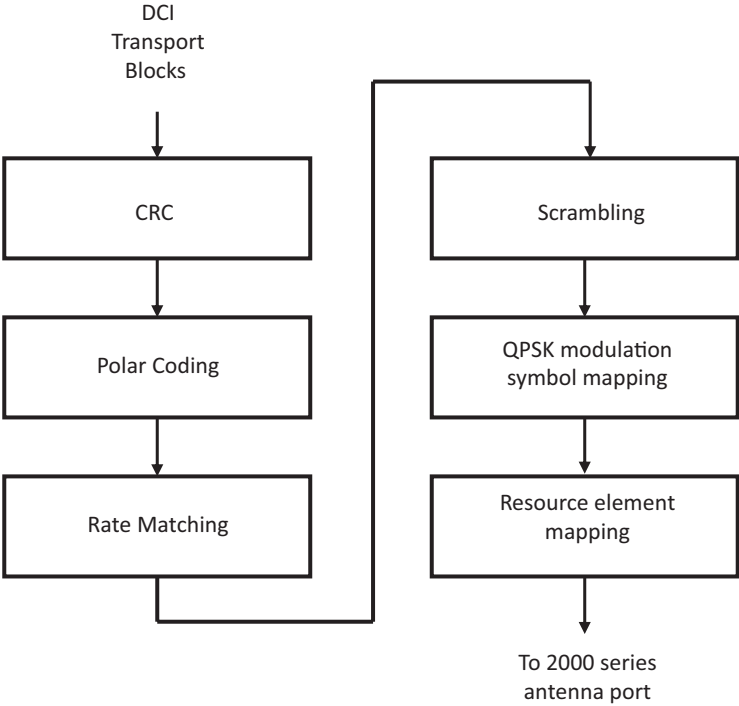 DCI
Transport
Blocks
CRC
Polar Coding
Rate Matching
Scrambling
QPSK modulation
symbol mapping
Resource element
mapping
To 2000 series
antenna port